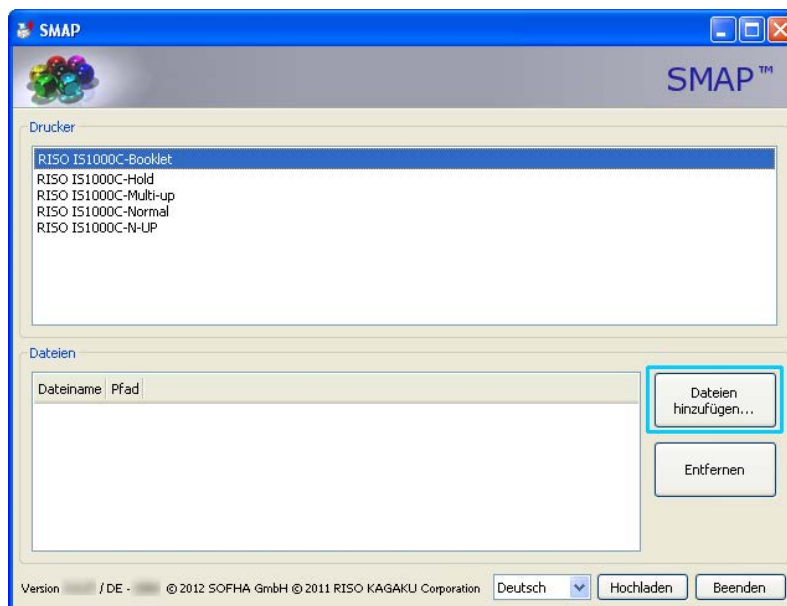 SMAP
SMAP™
Drucker
RISO IS1000C-Booklet
RISO IS1000C-Hold
RISO IS1000C-Multi-up
RISO IS1000C-Normal
RISO IS1000C-N-UP
Dateien
Dateiname Pfad
Dateien
hinzufügen...
Entfernen
Version / DE - © 2012 SOFHA GmbH © 2011 RISO KAGAKU Corporation Deutsch Hochladen Beenden